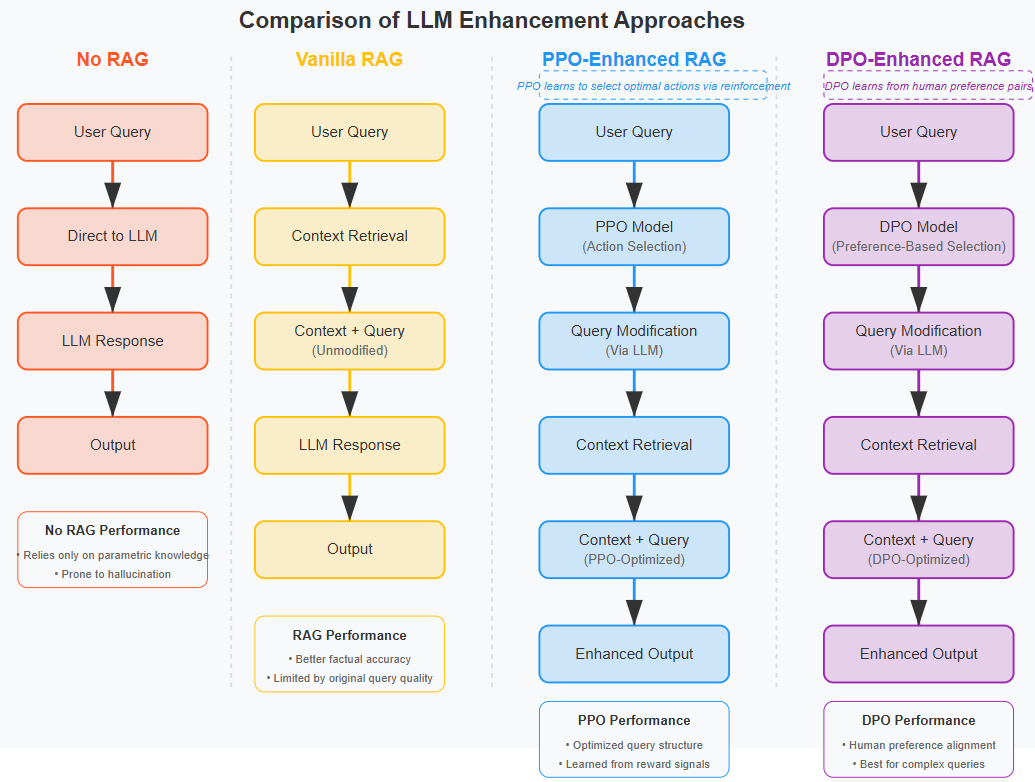 Comparison of LLM Enhancement Approaches
No RAG
User Query
Direct to LLM
LLM Response
Output
No RAG Performance
• Relies only on parametric knowledge
• Prone to hallucination
Vanilla RAG
User Query
Context Retrieval
Context + Query
(Unmodified)
LLM Response
Output
RAG Performance
• Better factual accuracy
• Limited by original query quality
PPO-Enhanced RAG
PPO learns to select optimal actions via reinforcement
User Query
PPO Model
(Action Selection)
Query Modification
(Via LLM)
Context Retrieval
Context + Query
(PPO-Optimized)
Enhanced Output
PPO Performance
• Optimized query structure
• Learned from reward signals
DPO-Enhanced RAG
DPO learns from human preference pairs
User Query
DPO Model
(Preference-Based Selection)
Query Modification
(Via LLM)
Context Retrieval
Context + Query
(DPO-Optimized)
Enhanced Output
DPO Performance
• Human preference alignment
• Best for complex queries